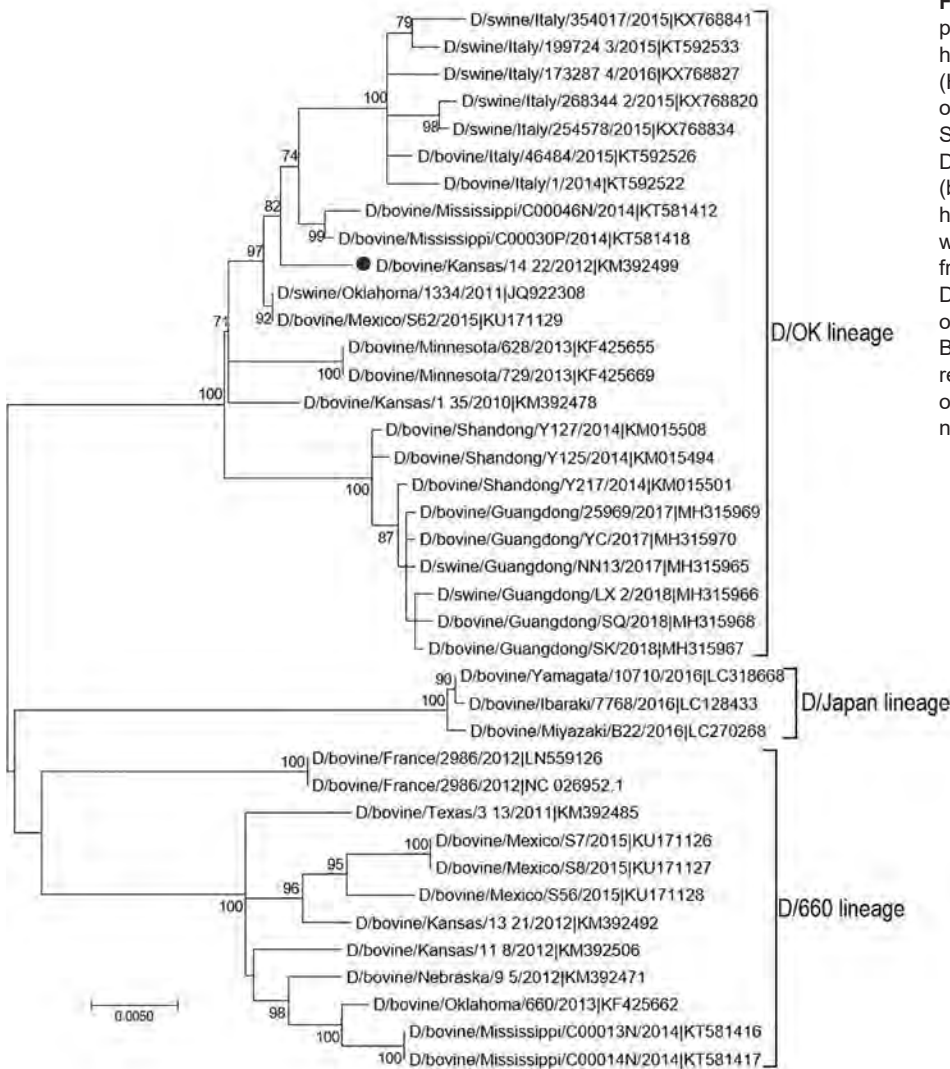 79
D/swine/Italy/354017/2015|KX768841
D/swine/Italy/199724 3/2015|KT592533
D/swine/Italy/173287 4/2016|KX768827
100
D/swine/Italy/268344 2/2015|KX768820
98
D/swine/Italy/254578/2015|KX768834
D/bovine/Italy/46484/2015|KT592526
74
D/bovine/Italy/1/2014|KT592522
82
D/bovine/Mississippi/C00046N/2014|KT581412
99
D/bovine/Mississippi/C00030P/2014|KT581418
97
D/bovine/Kansas/14 22/2012|KM392499
D/swine/Oklahoma/1334/2011|JQ922308
92
D/bovine/Mexico/S62/2015|KU171129
71
D/OK lineage
D/bovine/Minnesota/628/2013|KF425655
100
D/bovine/Minnesota/729/2013|KF425669
100
D/bovine/Kansas/1 35/2010|KM392478
D/bovine/Shandong/Y127/2014|KM015508
D/bovine/Shandong/Y125/2014|KM015494
100
D/bovine/Shandong/Y217/2014|KM015501
D/bovine/Guangdong/25969/2017|MH315969
87
D/bovine/Guangdong/YC/2017|MH315970
D/swine/Guangdong/NN13/2017|MH315965
D/swine/Guangdong/LX 2/2018|MH315966
D/bovine/Guangdong/SQ/2018|MH315968
D/bovine/Guangdong/SK/2018|MH315967
90
D/bovine/Yamagata/10710/2016|LC318668
100
D/bovine/Ibaraki/7768/2016|LC128433
D/Japan lineage
D/bovine/Miyazaki/B22/2016|LC270268
D/bovine/France/2986/2012|LN559126
100
D/bovine/France/2986/2012|NC 026952.1
D/bovine/Texas/3 13/2011|KM392485
D/bovine/Mexico/S7/2015|KU171126
100
95
D/bovine/Mexico/S8/2015|KU171127
96
D/bovine/Mexico/S56/2015|KU171128
100
D/660 lineage
D/bovine/Kansas/13 21/2012|KM392492
D/bovine/Kansas/11 8/2012|KM392506
D/bovine/Nebraska/9 5/2012|KM392471
98
D/bovine/Oklahoma/660/2013|KF425662
0.0050
100
D/bovine/Mississippi/C00013N/2014|KT581416
100
D/bovine/Mississippi/C00014N/2014|KT581417